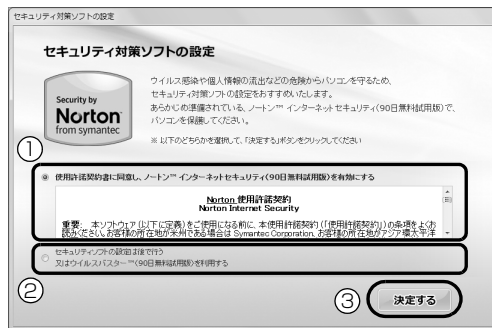 セキュリティ対策ソフトの設定
セキュリティ対策ソフトの設定
Security by
Norton
from symantec
ウイルス感染や個人情報の流出などの危険からパソコンを守るため、
セキュリティ対策ソフトの設定をおすすめいたします。
あらかじめ準備されている、ノートン™ インターネットセキュリティ(90日無料試用版)で、
パソコンを保護してください。
※ 以下のどちらかを選択して、「決定する」ボタンをクリックしてください
①
使用許諾契約書に同意し、ノートン™ インターネットセキュリティ(90日無料試用版)を有効にする
Norton 使用許諾契約
Norton Internet Security
重要: 本ソフトウェア(以下に定義)をご使用になる前に、本使用許諾契約(「使用許諾契約」)の条項をよくお
読みください。お客様の所在地が米州である場合は Symantec Corporation、お客様の所在地がアジア環太平洋
セキュリティソフトの設定は後で行う
又はウイルスバスター™(90日無料試用版)を利用する
②
③
決定する